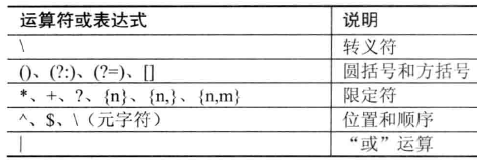 运算符或表达式 说明
\ 转义符
()、(?:)、(?=)、[] 圆括号和方括号
*、+、?、{n}、{n,}、{n,m} 限定符
^、$、\（元字符） 位置和顺序
| “或”运算